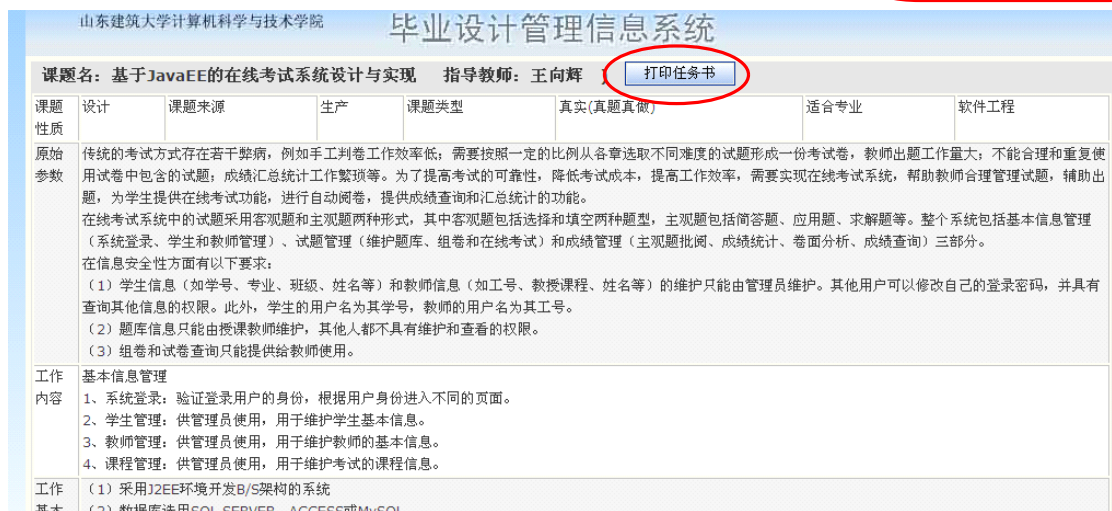 山东建筑大学计算机科学与技术学院
毕业设计管理信息系统
课题名：基于JavaEE的在线考试系统设计与实现 指导教师：王向辉 打印任务书
课题性质 设计 课题来源 生产 课题类型 真实(真题真做) 适合专业 软件工程
原始参数
传统的考试方式存在若干弊病，例如手工判卷工作效率低；需要按照一定的比例从各章选取不同难度的试题形成一份考试卷，教师出题工作量大；不能合理和重复使
用试卷中包含的试题；成绩汇总统计工作繁琐等。为了提高考试的可靠性，降低考试成本，提高工作效率，需要实现在线考试系统，帮助教师合理管理试题，辅助出
题，为学生提供在线考试功能，进行自动阅卷，提供成绩查询和汇总统计的功能。
在线考试系统中的试题采用客观题和主观题两种形式，其中客观题包括选择和填空两种题型，主观题包括简答题、应用题、求解题等。整个系统包括基本信息管理
（系统登录、学生和教师管理）、试题管理（维护题库、组卷和在线考试）和成绩管理（主观题批阅、成绩统计、卷面分析、成绩查询）三部分。
在信息安全性方面有以下要求：
（1）学生信息（如学号、专业、班级、姓名等）和教师信息（如工号、教授课程、姓名等）的维护只能由管理员维护。其他用户可以修改自己的登录密码，并具有
查询其他信息的权限。此外，学生的用户名为其学号，教师的用户名为其工号。
（2）题库信息只能由授课教师维护，其他人都不具有维护和查看的权限。
（3）组卷和试卷查询只能提供给教师使用。
工作内容
基本信息管理
1、系统登录：验证登录用户的身份，根据用户身份进入不同的页面。
2、学生管理：供管理员使用，用于维护学生基本信息。
3、教师管理：供管理员使用，用于维护教师的基本信息。
4、课程管理：供管理员使用，用于维护考试的课程信息。
工作基本
（1）采用J2EE环境开发B/S架构的系统
（2）数据库选用SQL SERVER、ACCESS或MySQL